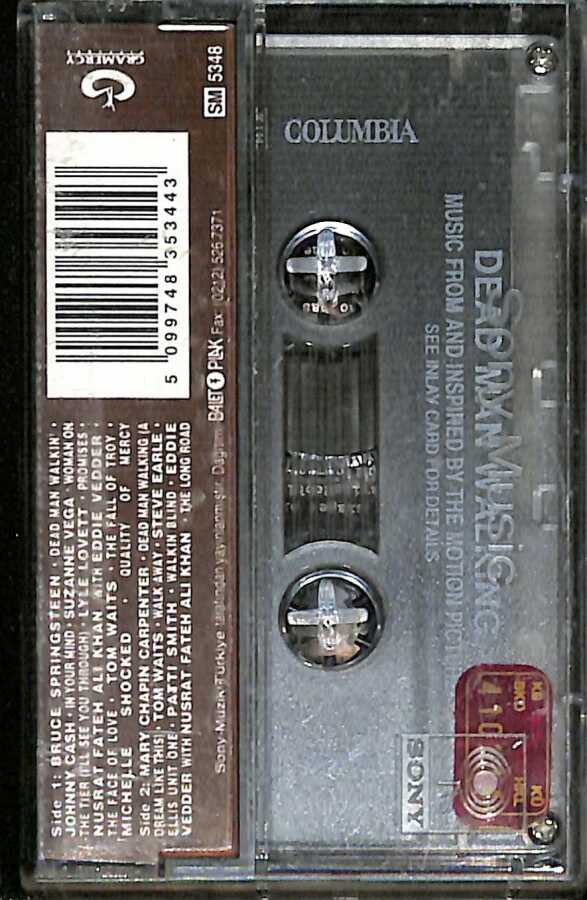 GRAMERCY
SM 5348
5 099748 353443
Side 1: BRUCE SPRINGSTEEN · DEAD MAN WALKIN' ·
JOHNNY CASH · IN YOUR MIND · SUZANNE VEGA · WOMAN ON
THE TIER (I'LL SEE YOU THROUGH) · LYLE LOVETT · PROMISES ·
NUSRAT FATEH ALI KHAN WITH EDDIE VEDDER ·
THE FACE OF LOVE · TOM WAITS · THE FALL OF TROY ·
MICHELLE SHOCKED · QUALITY OF MERCY
Side 2: MARY CHAPIN CARPENTER · DEAD MAN WALKING (A
DREAM LIKE THIS) · TOM WAITS · WALK AWAY · STEVE EARLE ·
ELLIS UNIT ONE · PATTI SMITH · WALKIN BLIND · EDDIE
VEDDER WITH NUSRAT FATEH ALI KHAN · THE LONG ROAD
Sony Müzik Türkiye tarafından yayınlanmıştır. Dağıtım: Fax: (0212) 526 7371
COLUMBIA
DEAD MAN WALKING
MUSIC FROM AND INSPIRED BY THE MOTION PICTURE
SEE INLAY CARD FOR DETAILS
Sony Music
SONY